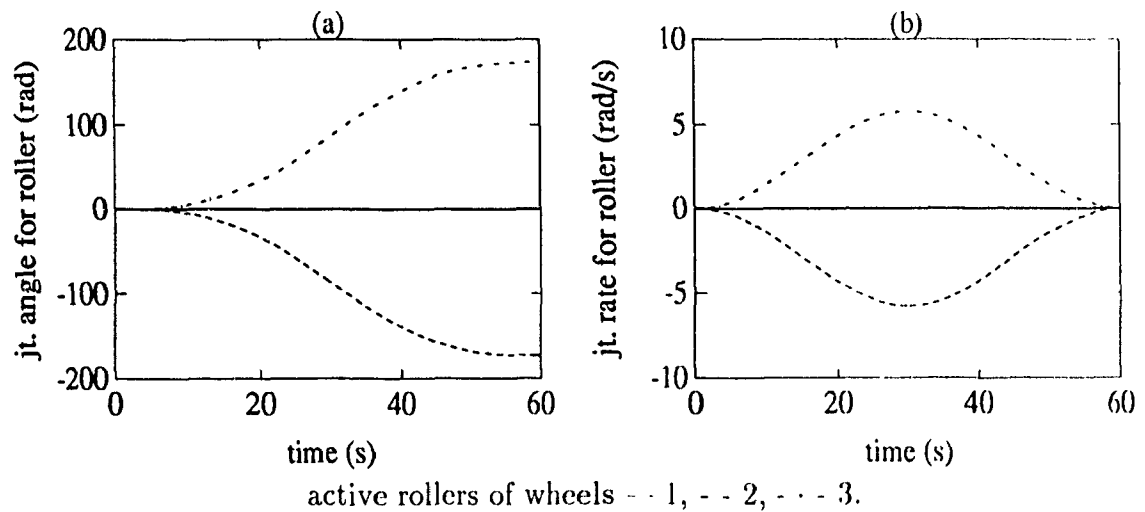 (a)
200
100
0
-100
-200
jt. angle for roller (rad)
0 20 40 60
time (s)
(b)
10
5
0
-5
-10
jt. rate for roller (rad/s)
0 20 40 60
time (s)
active rollers of wheels - - 1, - - 2, - · - 3.